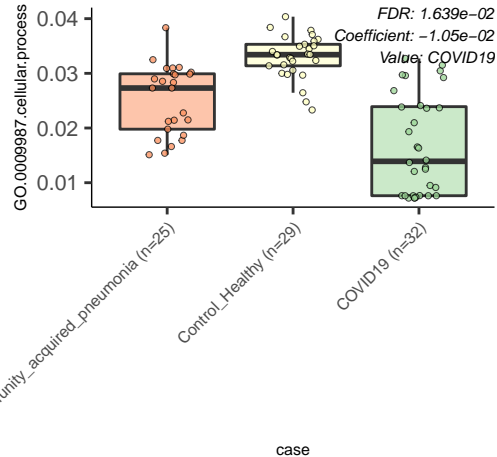 FDR: 1.639e−02
Coefficient: −1.05e−02
Value: COVID19
GO.0009987.cellular.process
0.04
0.03
0.02
0.01
unity_acquired_pneumonia (n=25)
Control_Healthy (n=29)
COVID19 (n=32)
case